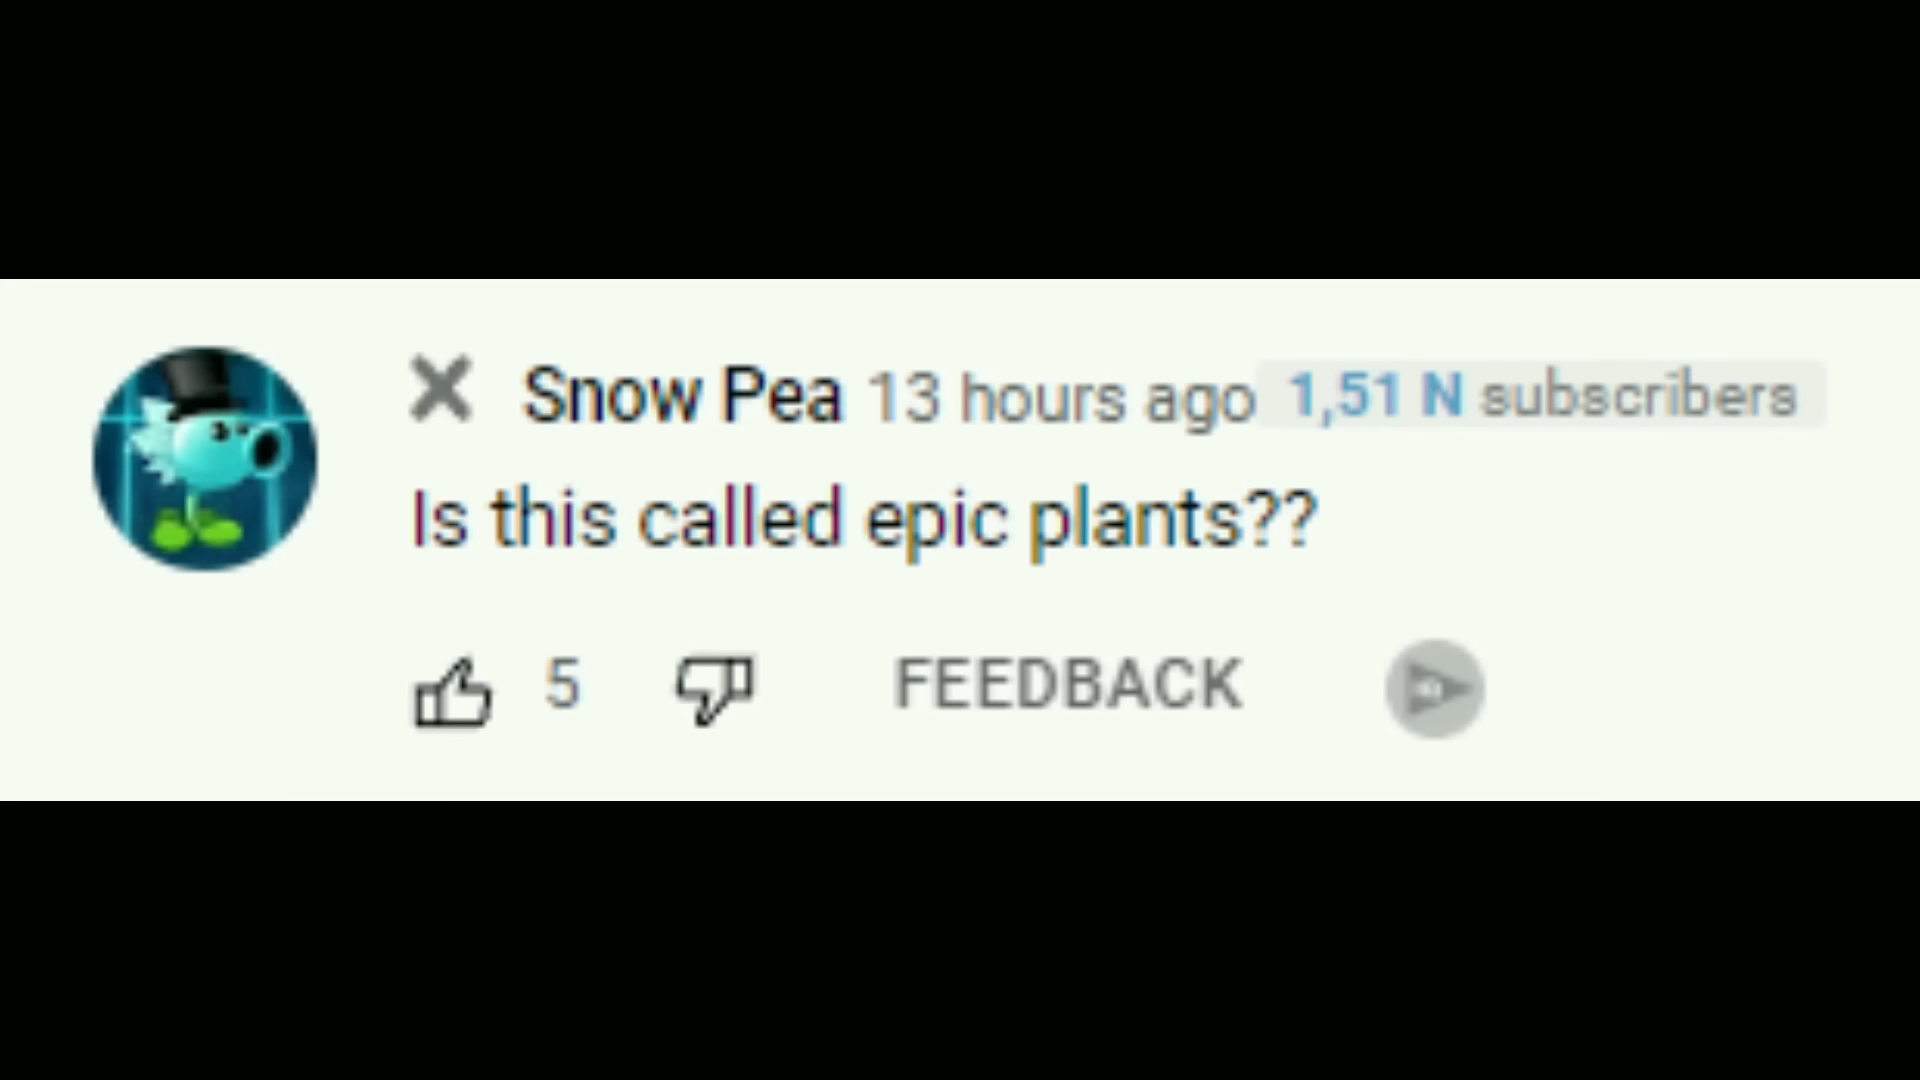 Snow Pea 13 hours ago 1,51 N subscribers
Is this called epic plants??
5 FEEDBACK